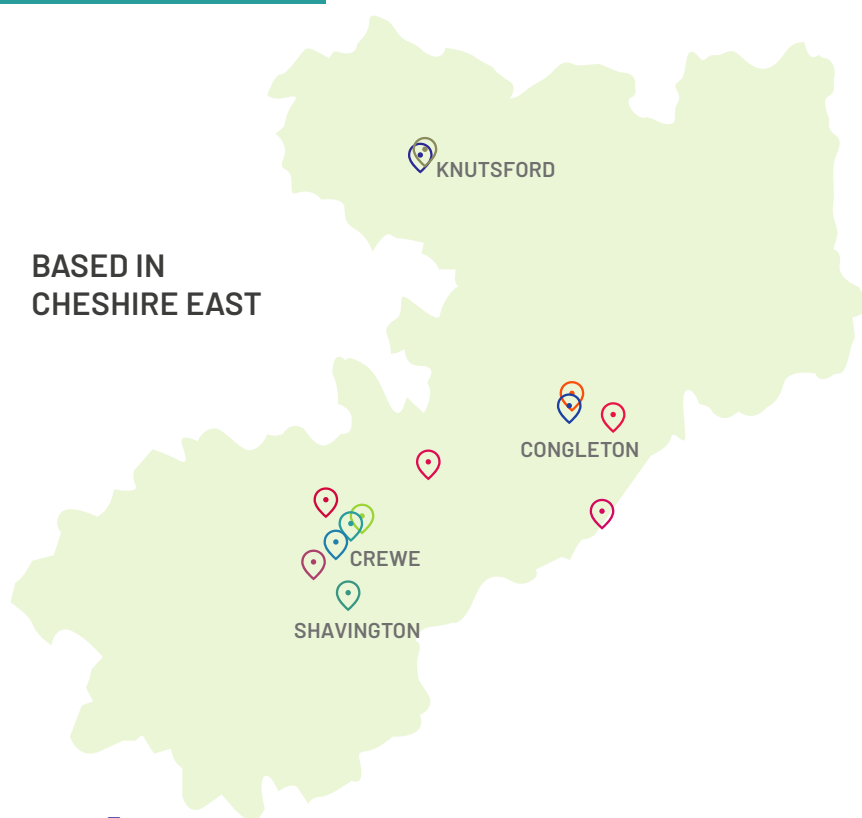 KNUTSFORD
BASED IN
CHESHIRE EAST
CONGLETON
CREWE
SHAVINGTON